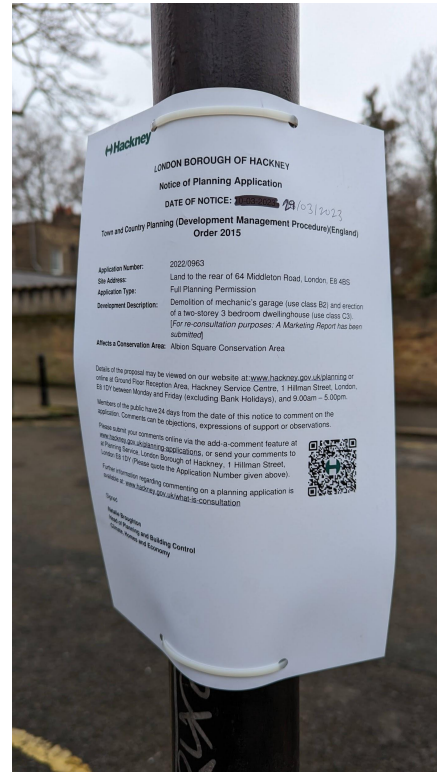 Hackney
LONDON BOROUGH OF HACKNEY
Notice of Planning Application
DATE OF NOTICE: 29/03/2023
Town and Country Planning (Development Management Procedure)(England)
Order 2015
Application Number: 2022/0963
Site Address: Land to the rear of 64 Middleton Road, London, E8 4BS
Application Type: Full Planning Permission
Development Description: Demolition of mechanic's garage (use class B2) and erection
of a two-storey 3 bedroom dwellinghouse (use class C3).
[For re-consultation purposes: A Marketing Report has been
submitted]
Affects a Conservation Area: Albion Square Conservation Area
Details of the proposal may be viewed on our website at:www.hackney.gov.uk/planning or
online at Ground Floor Reception Area, Hackney Service Centre, 1 Hillman Street, London,
E8 1DY between Monday and Friday (excluding Bank Holidays), and 9.00am – 5.00pm.
Members of the public have 24 days from the date of this notice to comment on the
application. Comments can be objections, expressions of support or observations.
Please submit your comments online via the add-a-comment feature at
www.hackney.gov.uk/planning-applications, or send your comments to
at Planning Service, London Borough of Hackney, 1 Hillman Street,
London E8 1DY (Please quote the Application Number given above).
Further information regarding commenting on a planning application is
available at: www.hackney.gov.uk/what-is-consultation
Signed
Natalie Broughton
Head of Planning and Building Control
Climate, Homes and Economy